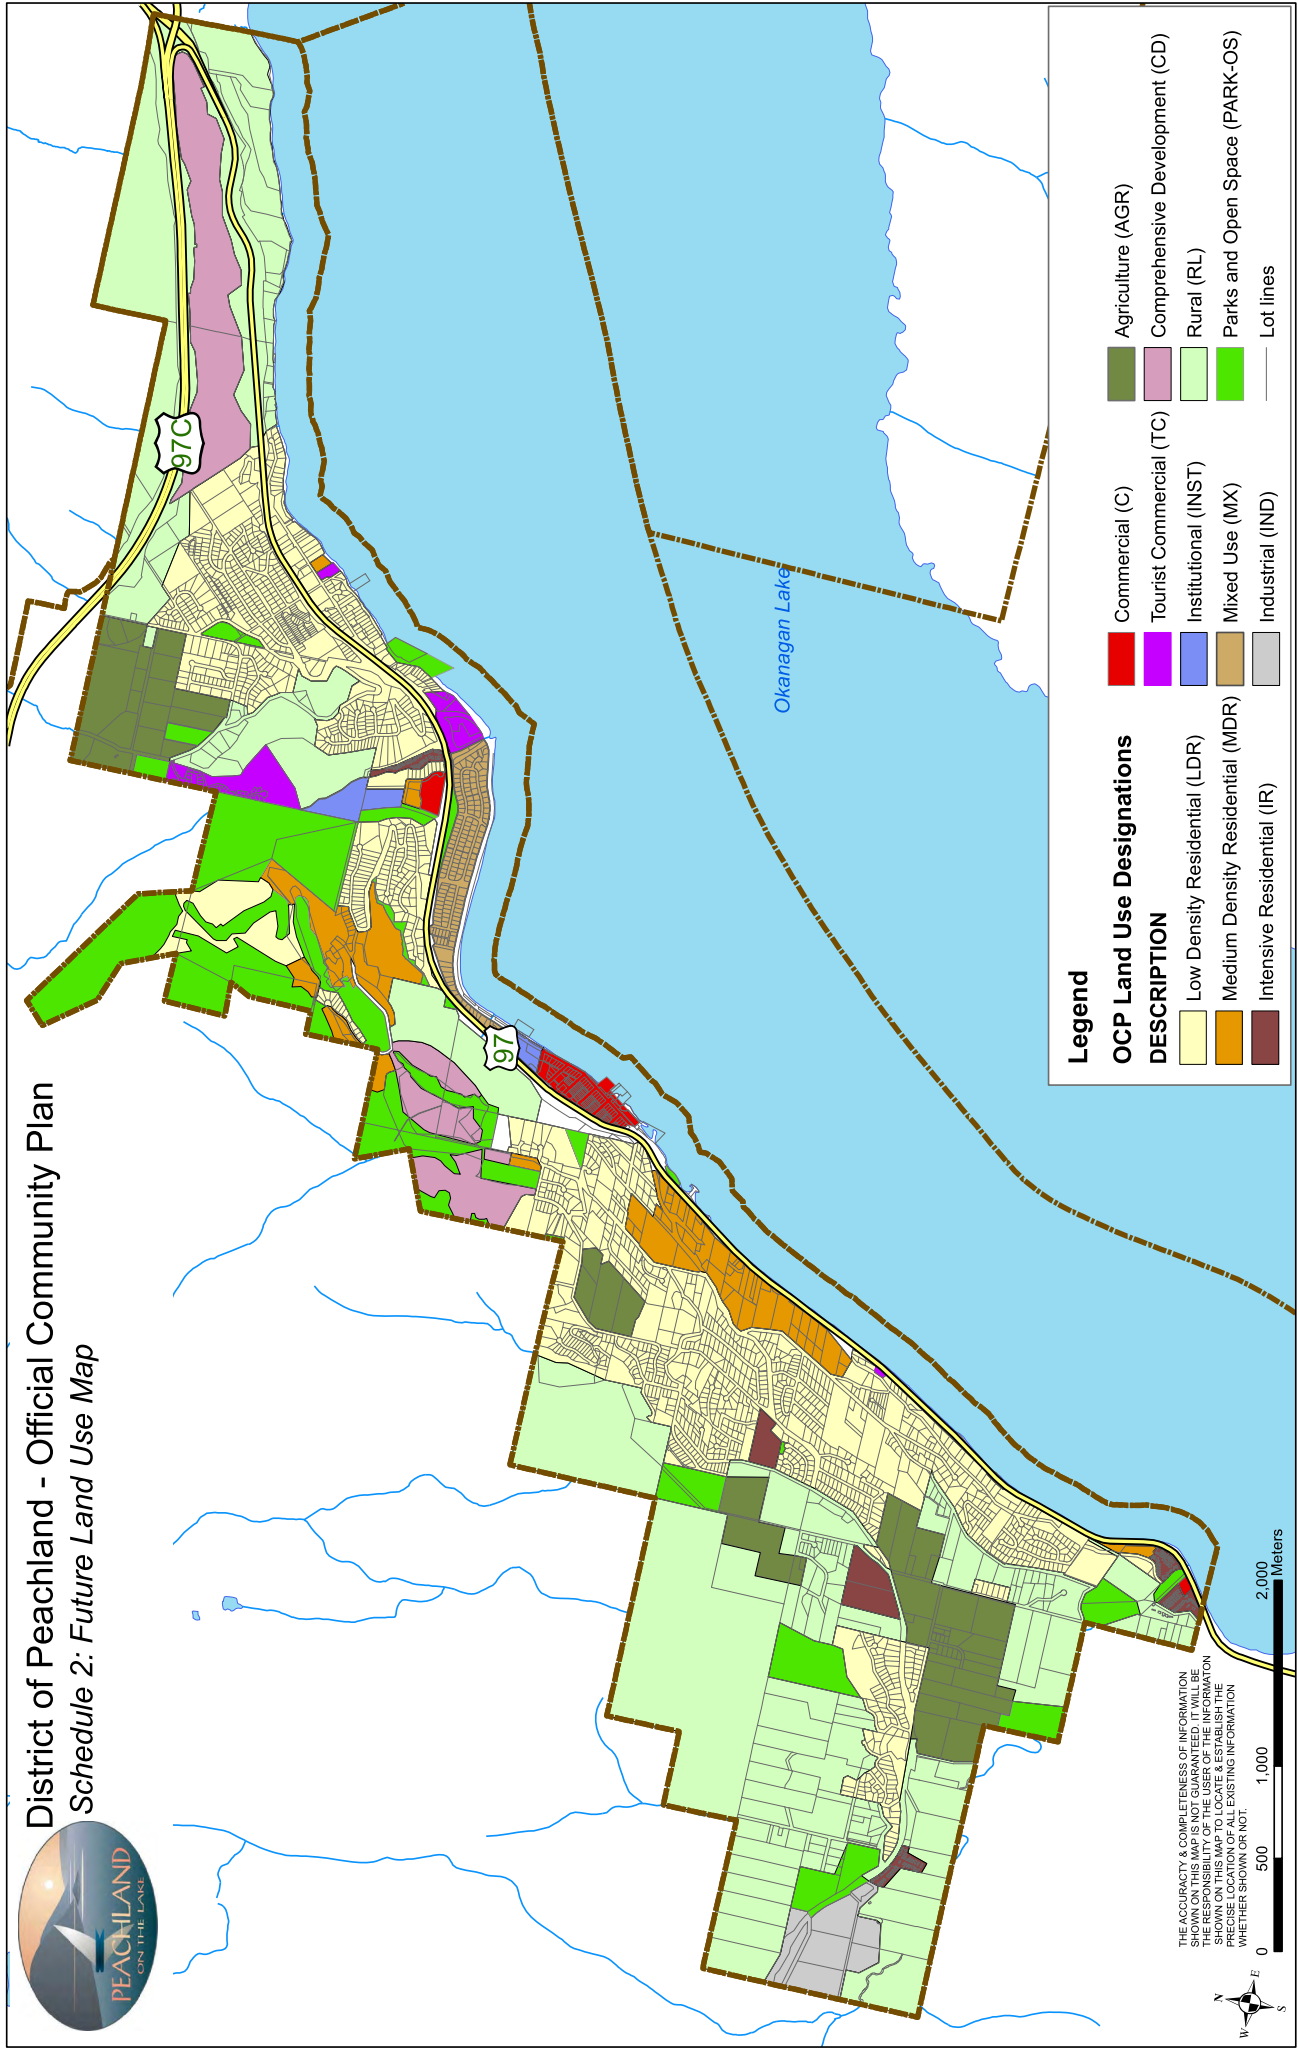 District of Peachland - Official Community Plan
Schedule 2: Future Land Use Map
PEACHLAND
ON THE LAKE
97C
97
Okanagan Lake
Legend
OCP Land Use Designations
DESCRIPTION
Low Density Residential (LDR)
Medium Density Residential (MDR)
Intensive Residential (IR)
Commercial (C)
Tourist Commercial (TC)
Institutional (INST)
Mixed Use (MX)
Industrial (IND)
Agriculture (AGR)
Comprehensive Development (CD)
Rural (RL)
Parks and Open Space (PARK-OS)
Lot lines
THE ACCURACTY & COMPLETENESS OF INFORMATION
SHOWN ON THIS MAP IS NOT GUARANTEED. IT WILL BE
THE RESPONSIBILITY OF THE USER OF THE INFORMATON
SHOWN ON THIS MAP TO LOCATE & ESTABLISH THE
PRECISE LOCATION OF ALL EXISTING INFORMATION
WHETHER SHOWN OR NOT.
0 500 1,000 2,000
Meters
N
W E
S